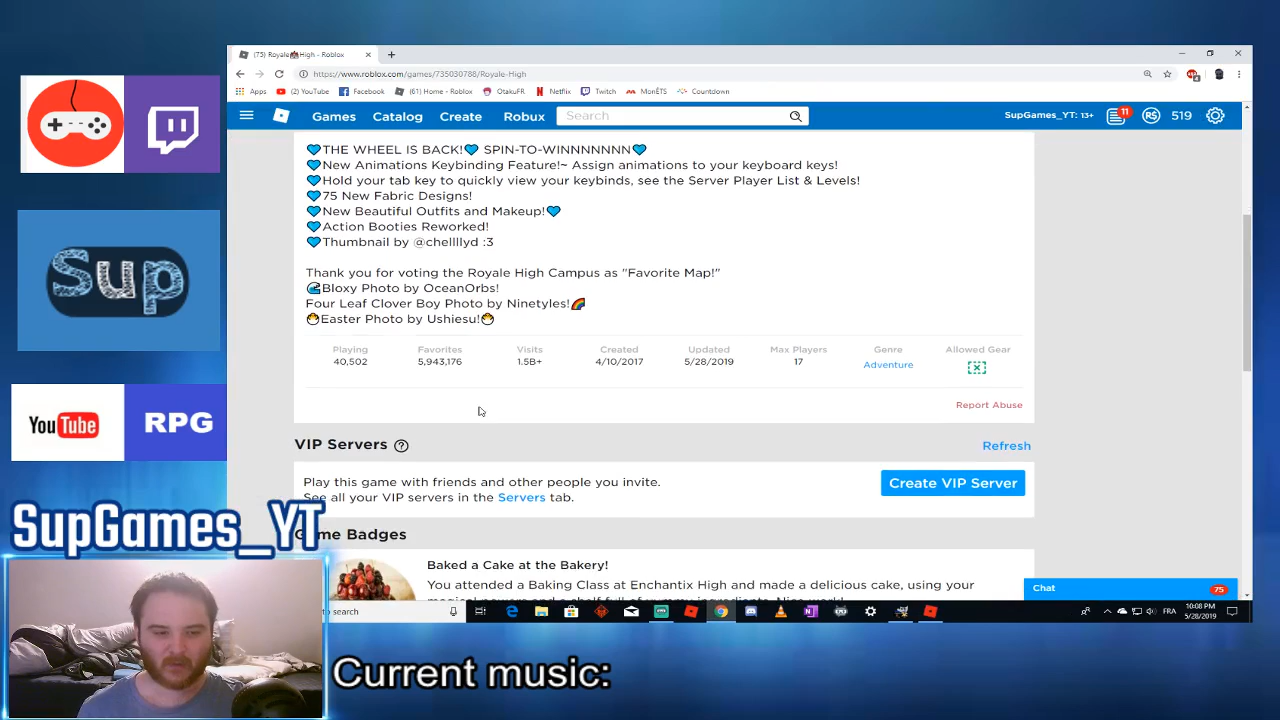 (75) Royale🏰High - Roblox
https://www.roblox.com/games/735030788/Royale-High
Apps (2) YouTube Facebook (61) Home - Roblox OtakuFR Netflix Twitch MonÉTS Countdown
Games Catalog Create Robux Search SupGames_YT: 13+ 11 519
💙THE WHEEL IS BACK!💙 SPIN-TO-WINNNNNNN💙
💙New Animations Keybinding Feature!~ Assign animations to your keyboard keys!
💙Hold your tab key to quickly view your keybinds, see the Server Player List & Levels!
💙75 New Fabric Designs!
💙New Beautiful Outfits and Makeup!💙
💙Action Booties Reworked!
💙Thumbnail by @chellllyd :3
Thank you for voting the Royale High Campus as "Favorite Map!"
🌊Bloxy Photo by OceanOrbs!
Four Leaf Clover Boy Photo by Ninetyles!🌈
🐣Easter Photo by Ushiesu!🐣
Playing Favorites Visits Created Updated Max Players Genre Allowed Gear
40,502 5,943,176 1.5B+ 4/10/2017 5/28/2019 17 Adventure
Report Abuse
VIP Servers Refresh
Play this game with friends and other people you invite.
See all your VIP servers in the Servers tab.
Create VIP Server
Game Badges
Baked a Cake at the Bakery!
You attended a Baking Class at Enchantix High and made a delicious cake, using your
Chat 75
to search
FRA 10:08 PM
5/28/2019
Sup
YouTube
RPG
SupGames_YT
Current music: